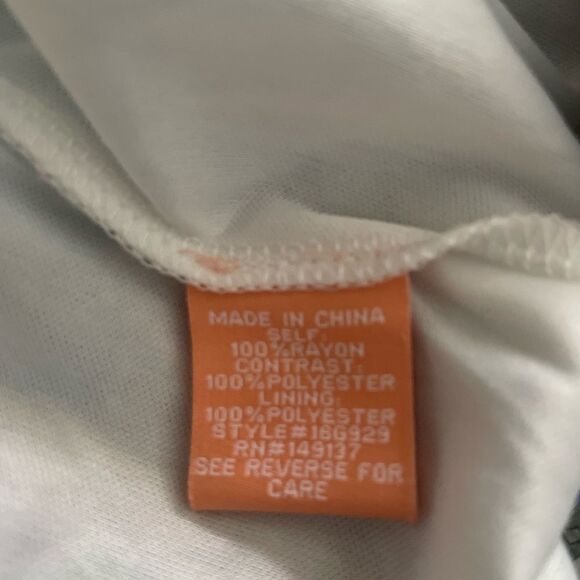 MADE IN CHINA
SELF:
100%RAYON
CONTRAST:
100%POLYESTER
LINING:
100%POLYESTER
STYLE#16G929
RN#149137
SEE REVERSE FOR
CARE